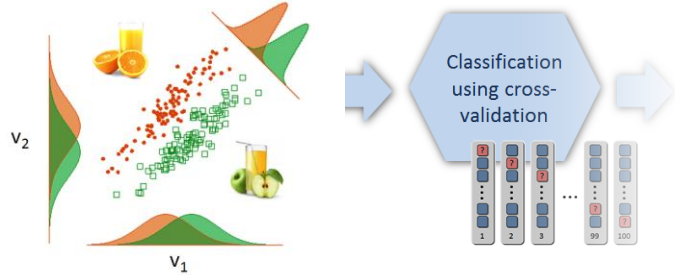 V2
V1
Classification
using cross-
validation
?
?
?
?
?
...
1
2
3
99
100